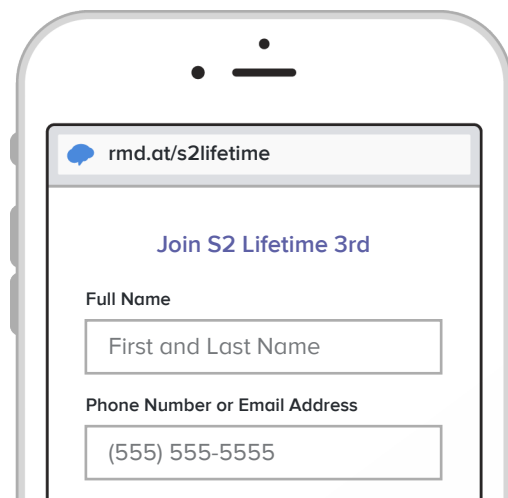 rmd.at/s2lifetime
Join S2 Lifetime 3rd
Full Name
First and Last Name
Phone Number or Email Address
(555) 555-5555